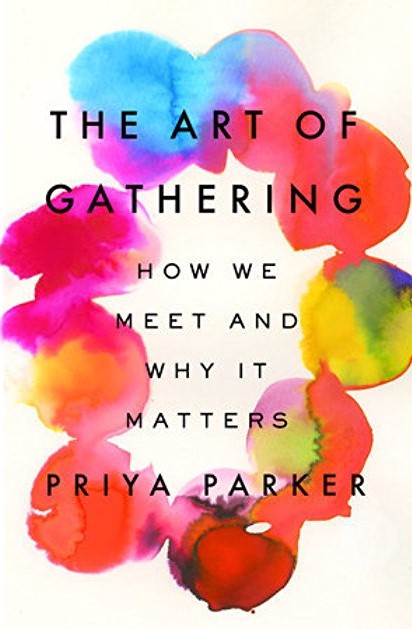 THE ART OF
GATHERING
HOW WE
MEET AND
WHY IT
MATTERS
PRIYA PARKER